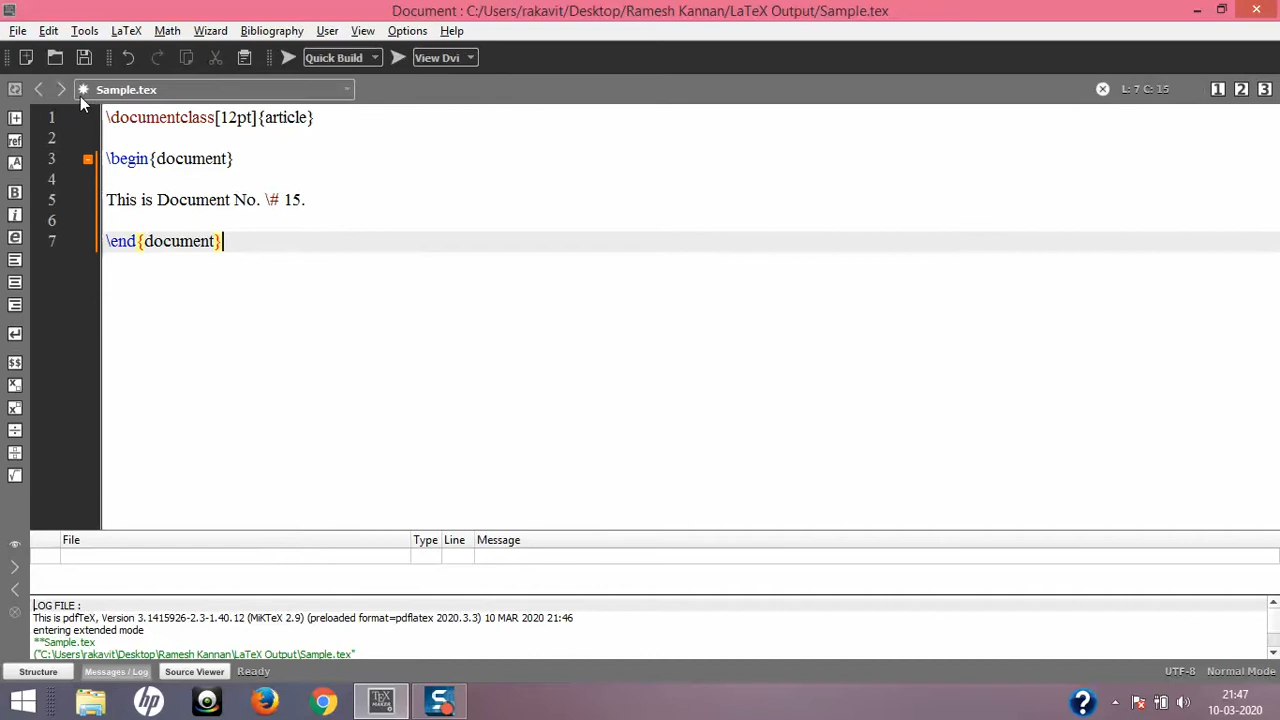 Document : C:/Users/rakavit/Desktop/Ramesh Kannan/LaTeX Output/Sample.tex
File Edit Tools LaTeX Math Wizard Bibliography User View Options Help
Quick Build View Dvi
Sample.tex L: 7 C: 15 1 2 3
1 \documentclass[12pt]{article}
2
3 \begin{document}
4
5 This is Document No. \# 15.
6
7 \end{document}
File Type Line Message
LOG FILE :
This is pdfTeX, Version 3.1415926-2.3-1.40.12 (MiKTeX 2.9) (preloaded format=pdflatex 2020.3.3) 10 MAR 2020 21:46
entering extended mode
**Sample.tex
("C:\Users\rakavit\Desktop\Ramesh Kannan\LaTeX Output\Sample.tex"
Structure Messages / Log Source Viewer Ready UTF-8 Normal Mode
21:47
10-03-2020